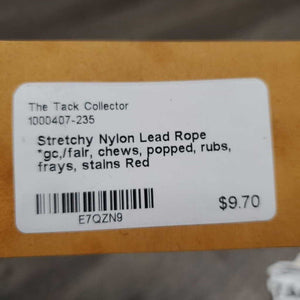 The Tack Collector
1000407-235
Stretchy Nylon Lead Rope
*gc,/fair, chews, popped, rubs,
frays, stains Red
$9.70
E7QZN9